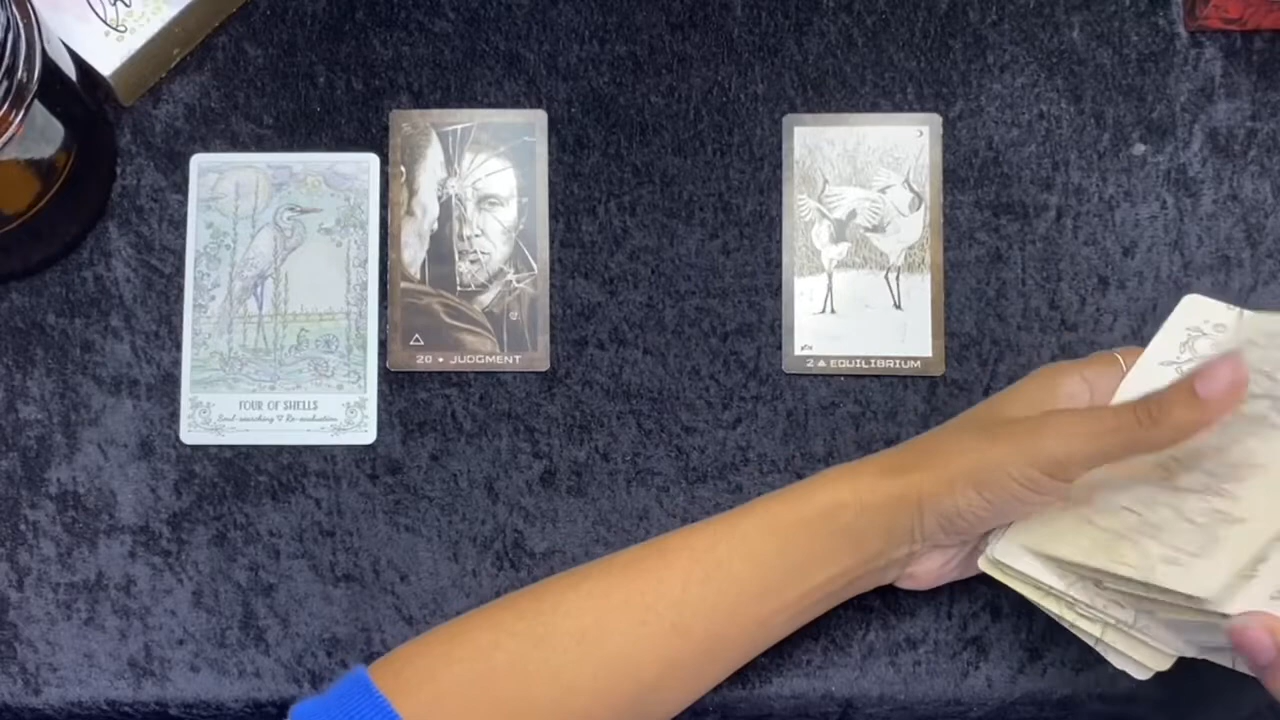 FOUR OF SHELLS
Soul-searching ▽ Re-evaluation
20 • JUDGMENT
2 ▲ EQUILIBRIUM